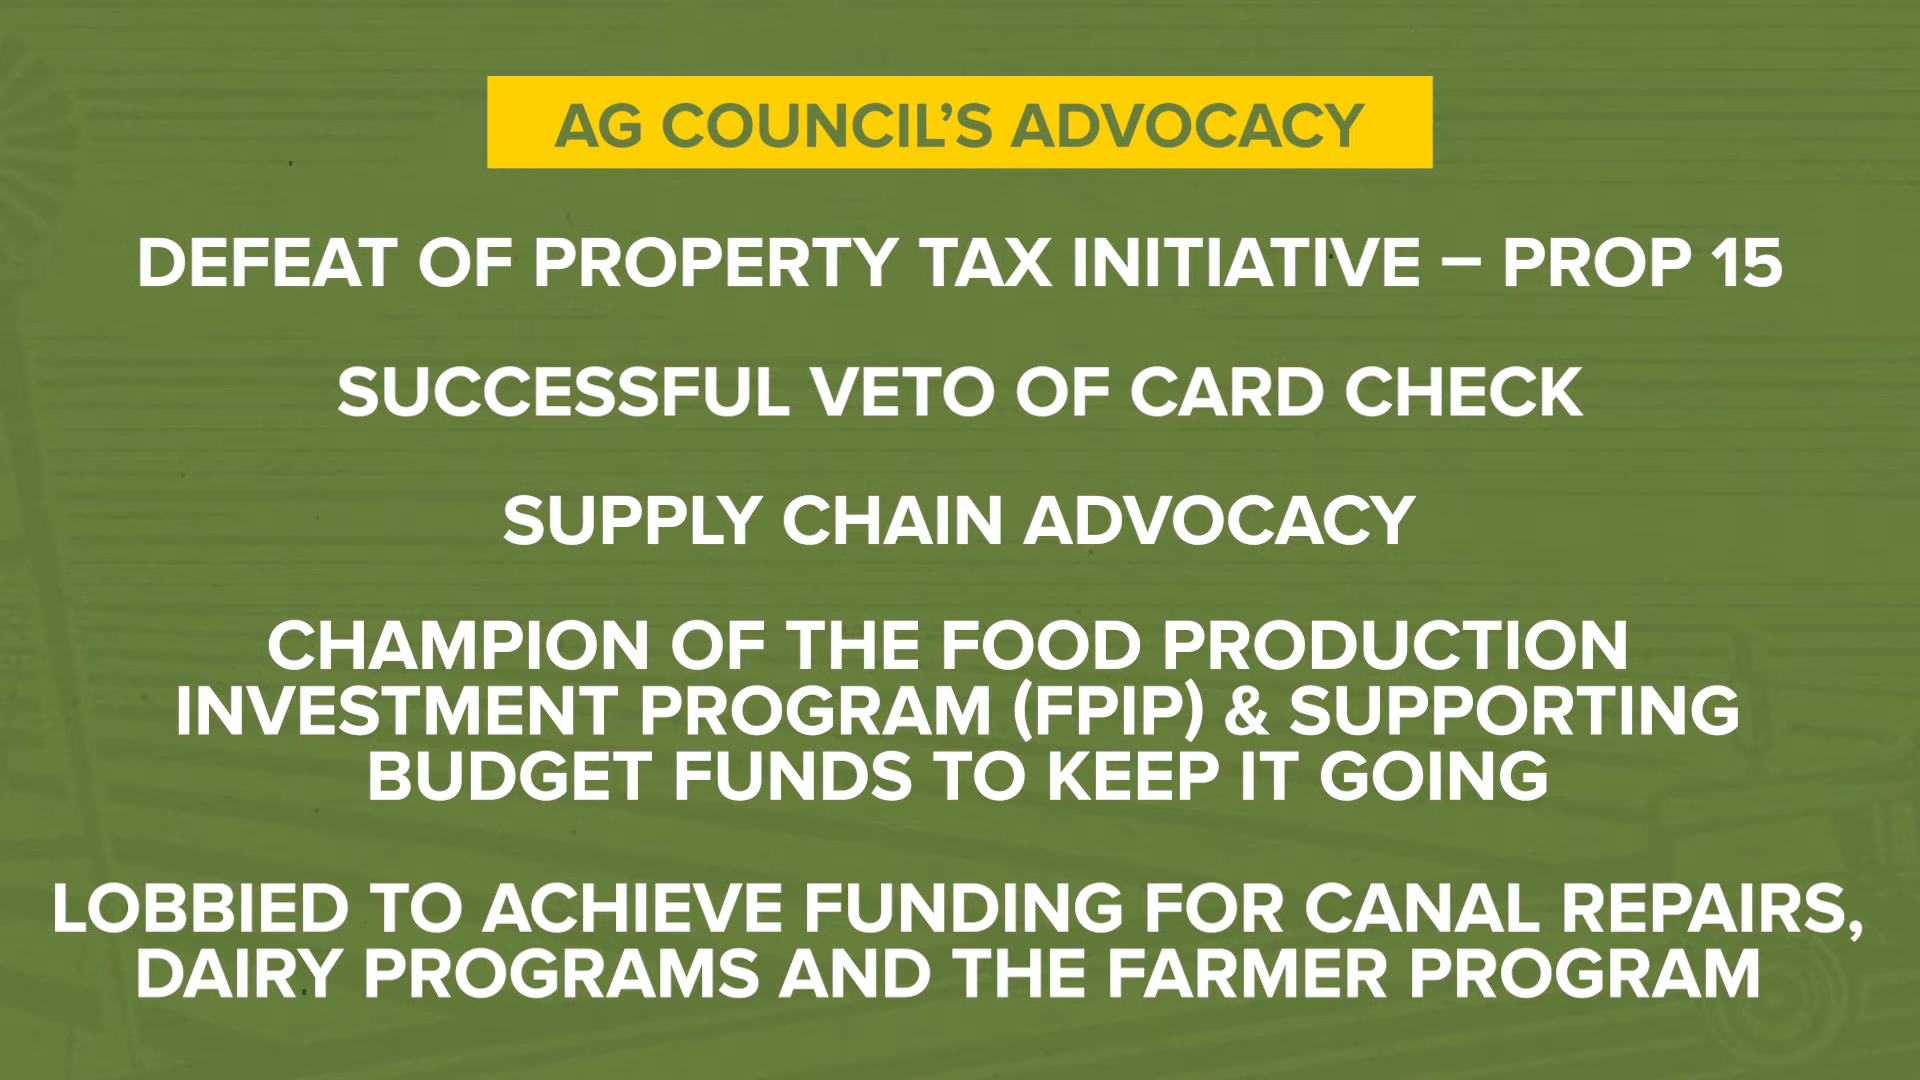 AG COUNCIL’S ADVOCACY
DEFEAT OF PROPERTY TAX INITIATIVE – PROP 15
SUCCESSFUL VETO OF CARD CHECK
SUPPLY CHAIN ADVOCACY
CHAMPION OF THE FOOD PRODUCTION
INVESTMENT PROGRAM (FPIP) & SUPPORTING
BUDGET FUNDS TO KEEP IT GOING
LOBBIED TO ACHIEVE FUNDING FOR CANAL REPAIRS,
DAIRY PROGRAMS AND THE FARMER PROGRAM